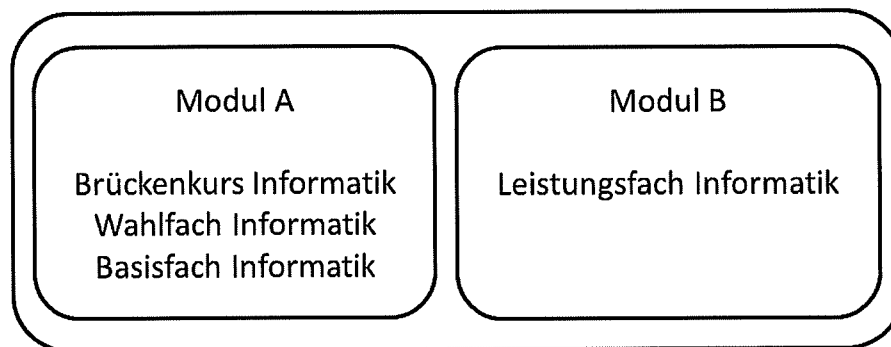 Modul A
Brückenkurs Informatik
Wahlfach Informatik
Basisfach Informatik
Modul B
Leistungsfach Informatik